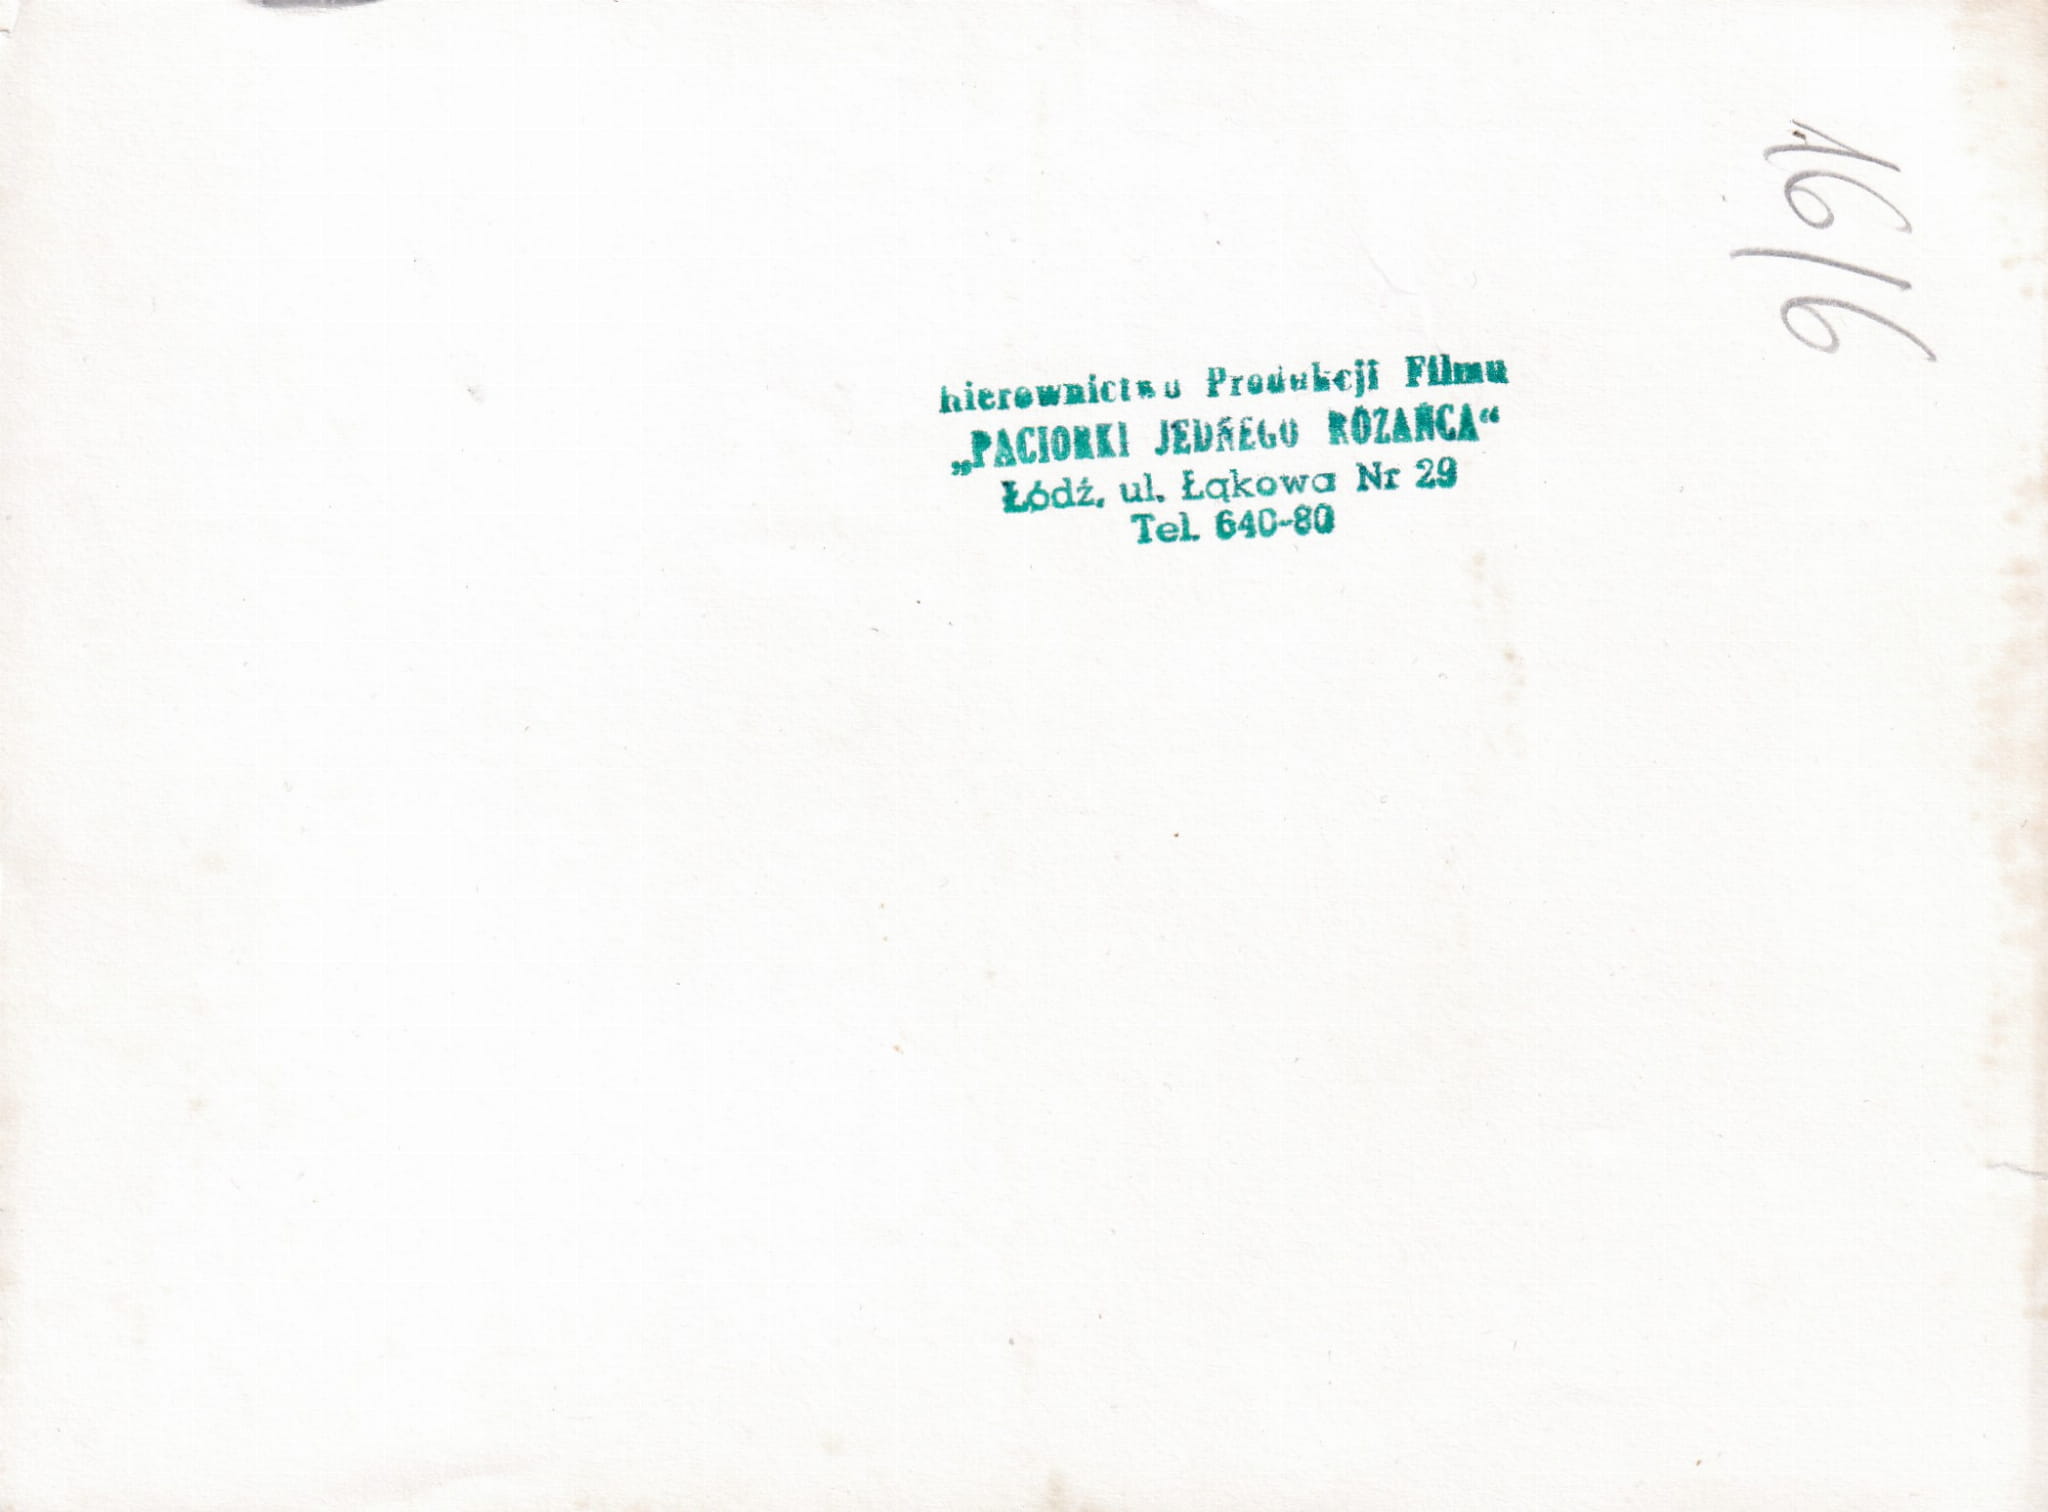 Kierownictwo Produkcji Filmu
„PACIORKI JEDNEGO RÓŻAŃCA“
Łódź, ul. Łąkowa Nr 29
Tel. 640-80
16/6